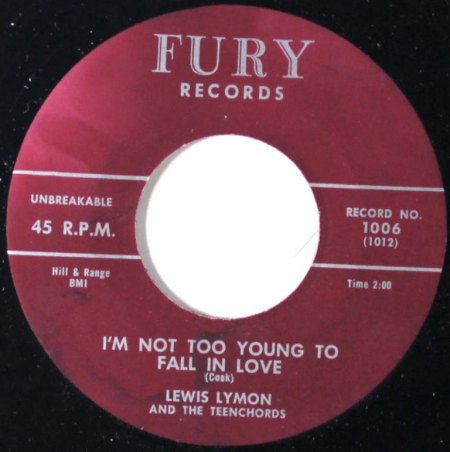 FURY
RECORDS
UNBREAKABLE
45 R.P.M.
RECORD NO.
1006
(1012)
Hill & Range
BMI
Time 2:00
I'M NOT TOO YOUNG TO
FALL IN LOVE
(Cook)
LEWIS LYMON
AND THE TEENCHORDS